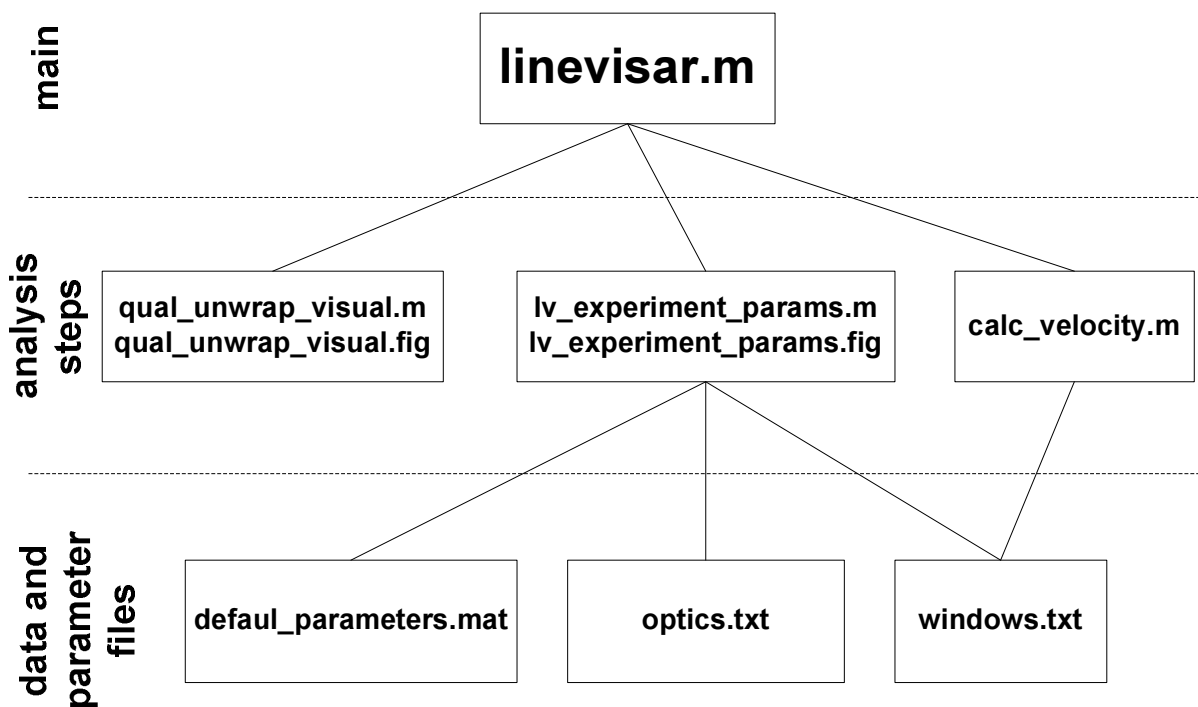 main
linevisar.m
analysis
steps
qual_unwrap_visual.m
qual_unwrap_visual.fig
lv_experiment_params.m
lv_experiment_params.fig
calc_velocity.m
data and
parameter
files
defaul_parameters.mat
optics.txt
windows.txt